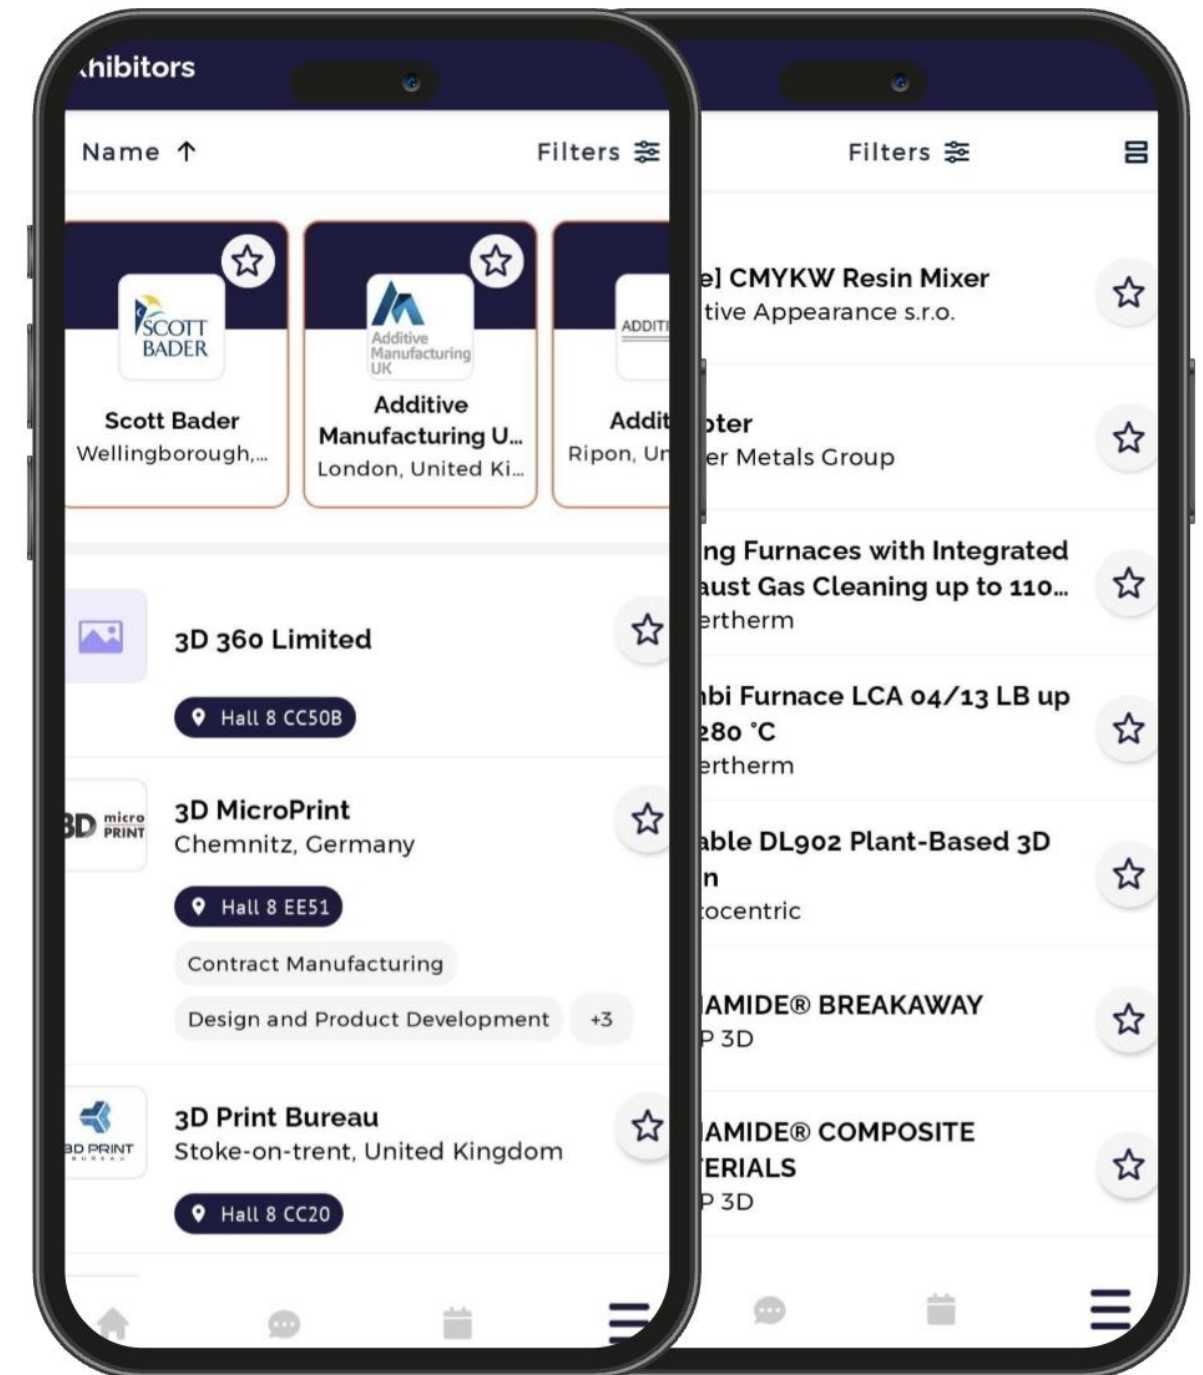 xhibitors
Name
Filters
SCOTT
BADER
Scott Bader
Wellingborough,...
Additive
Manufacturing
UK
Additive
Manufacturing U...
London, United Ki...
ADDITI
Addit
Ripon, Un
3D 360 Limited
Hall 8 CC50B
3D micro
PRINT
3D MicroPrint
Chemnitz, Germany
Hall 8 EE51
Contract Manufacturing
Design and Product Development +3
3D PRINT
BUREAU
3D Print Bureau
Stoke-on-trent, United Kingdom
Hall 8 CC20
Filters
e] CMYKW Resin Mixer
tive Appearance s.r.o.
pter
er Metals Group
ng Furnaces with Integrated
aust Gas Cleaning up to 110...
ertherm
bi Furnace LCA 04/13 LB up
280 °C
ertherm
able DL902 Plant-Based 3D
n
ocentric
AMIDE® BREAKAWAY
P 3D
AMIDE® COMPOSITE
ERIALS
P 3D